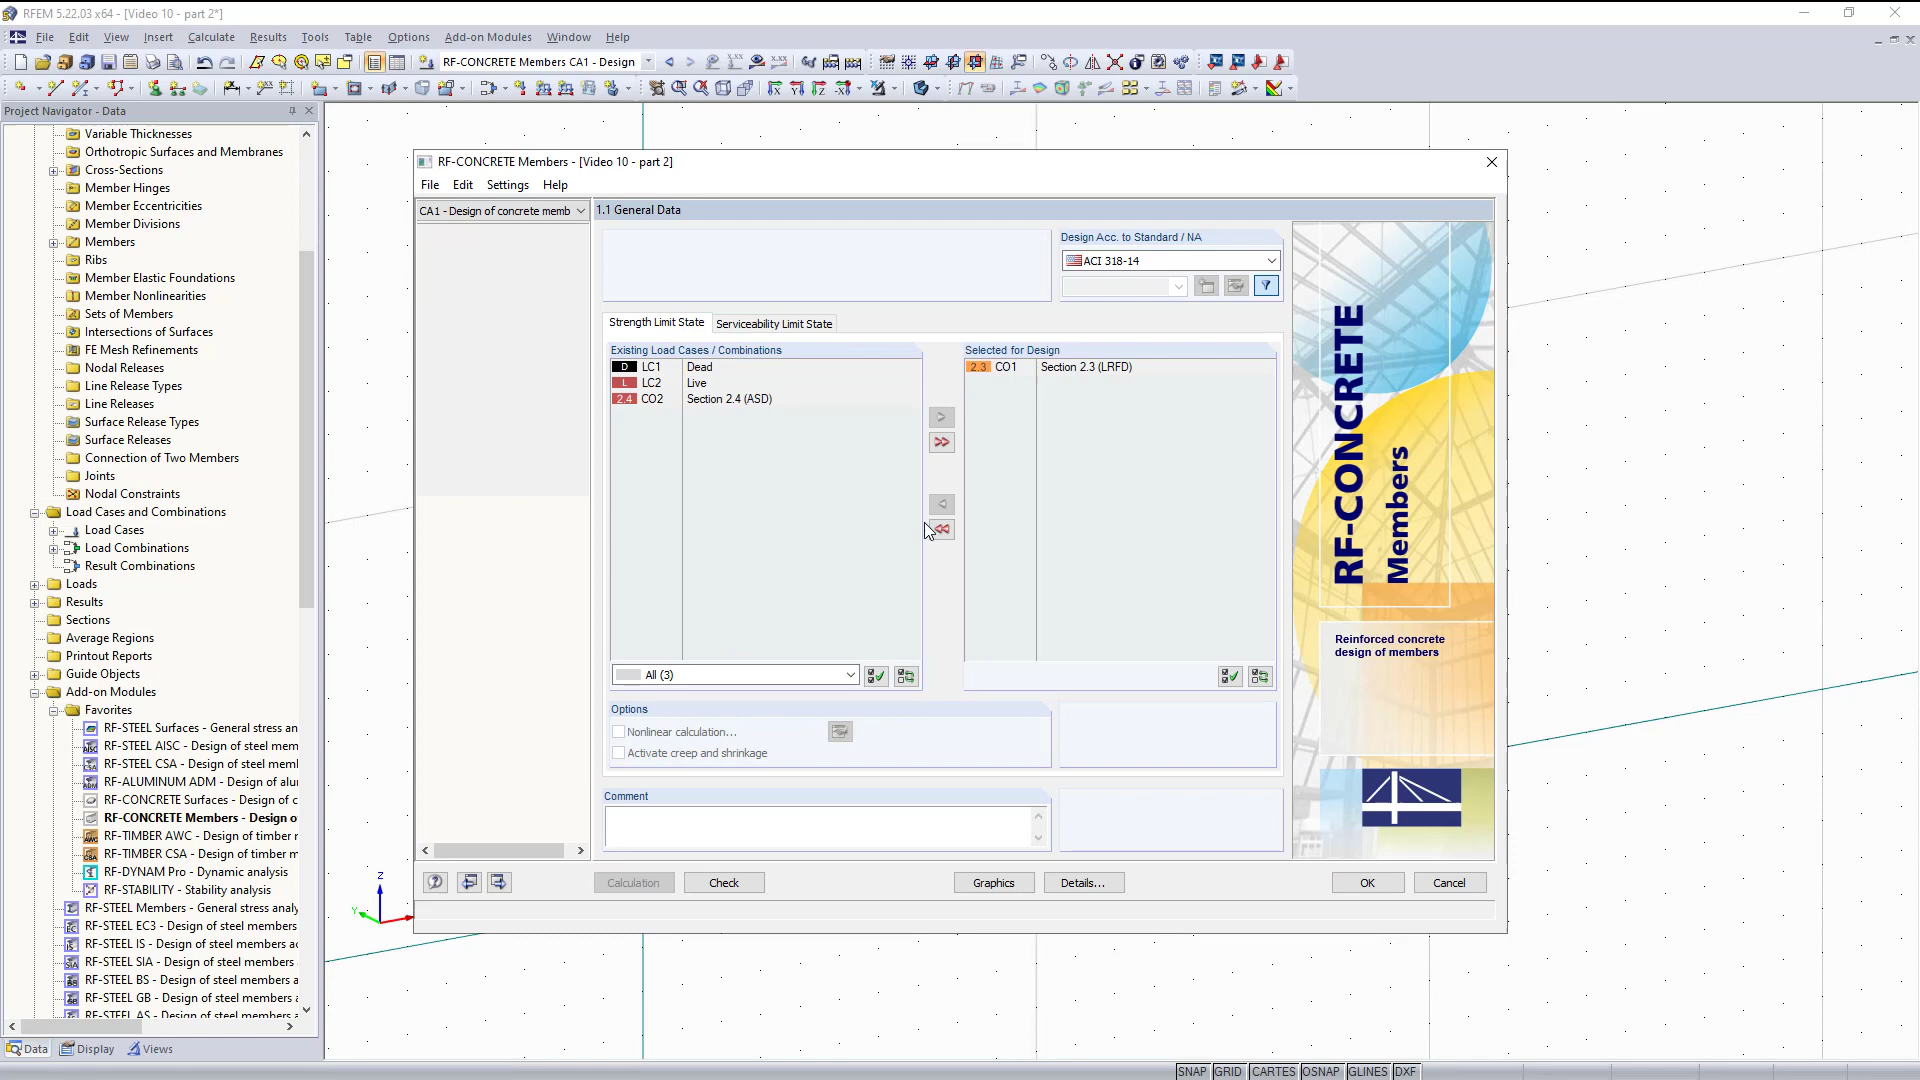 RFEM 5.22.03 x64 - [Video 10 - part 2*]
File Edit View Insert Calculate Results Tools Table Options Add-on Modules Window Help
RF-CONCRETE Members CA1 - Design
Project Navigator - Data
Variable Thicknesses
Orthotropic Surfaces and Membranes
Cross-Sections
Member Hinges
Member Eccentricities
Member Divisions
Members
Ribs
Member Elastic Foundations
Member Nonlinearities
Sets of Members
Intersections of Surfaces
FE Mesh Refinements
Nodal Releases
Line Release Types
Line Releases
Surface Release Types
Surface Releases
Connection of Two Members
Joints
Nodal Constraints
Load Cases and Combinations
Load Cases
Load Combinations
Result Combinations
Loads
Results
Sections
Average Regions
Printout Reports
Guide Objects
Add-on Modules
Favorites
RF-STEEL Surfaces - General stress an
RF-STEEL AISC - Design of steel mem
RF-STEEL CSA - Design of steel meml
RF-ALUMINUM ADM - Design of alur
RF-CONCRETE Surfaces - Design of c
RF-CONCRETE Members - Design o
RF-TIMBER AWC - Design of timber r
RF-TIMBER CSA - Design of timber m
RF-DYNAM Pro - Dynamic analysis
RF-STABILITY - Stability analysis
RF-STEEL Members - General stress analy
RF-STEEL EC3 - Design of steel members
RF-STEEL IS - Design of steel members ac
RF-STEEL SIA - Design of steel members
RF-STEEL BS - Design of steel members a
RF-STEEL GB - Design of steel members a
RF-STEEL AS - Design of steel members a
Data Display Views
RF-CONCRETE Members - [Video 10 - part 2]
File Edit Settings Help
CA1 - Design of concrete memb
1.1 General Data
Design Acc. to Standard / NA
ACI 318-14
Strength Limit State Serviceability Limit State
Existing Load Cases / Combinations
D LC1 Dead
L LC2 Live
2.4 CO2 Section 2.4 (ASD)
All (3)
Selected for Design
2.3 CO1 Section 2.3 (LRFD)
Options
Nonlinear calculation...
Activate creep and shrinkage
Comment
RF-CONCRETE
Members
Reinforced concrete
design of members
Calculation Check Graphics Details... OK Cancel
Z
Y
SNAP GRID CARTES OSNAP GLINES DXF